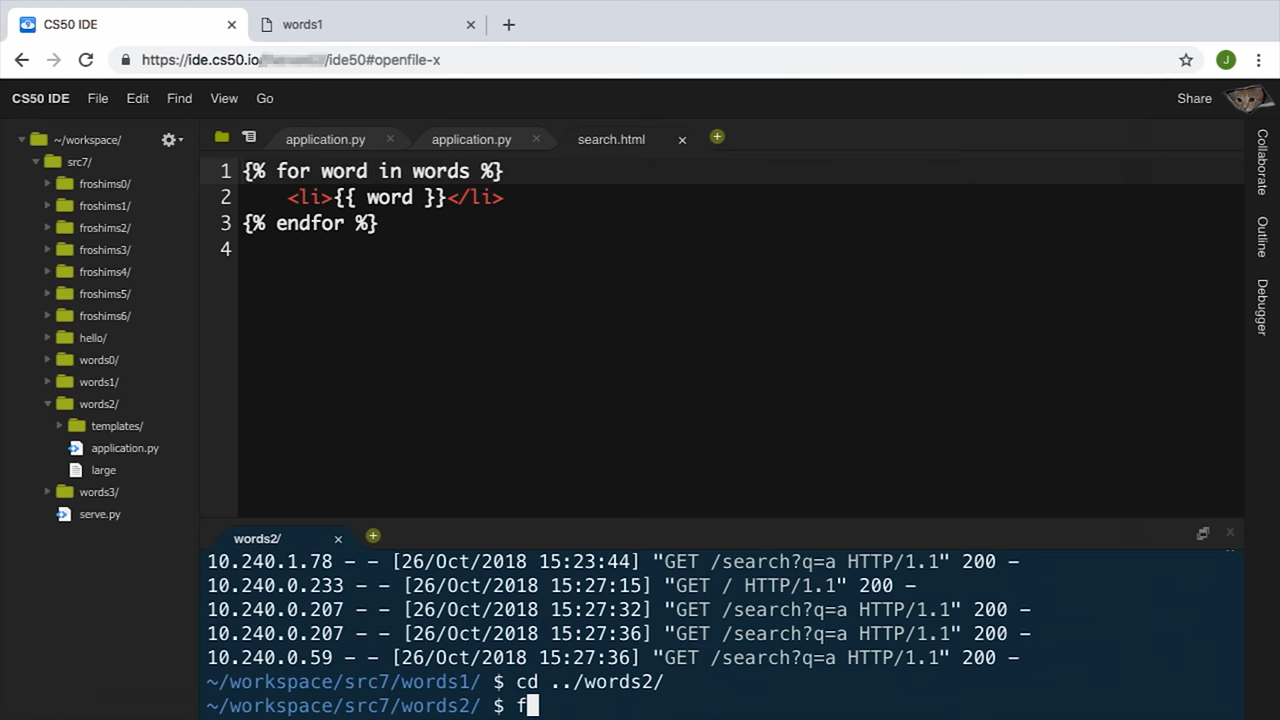 CS50 IDE
words1
https://ide.cs50.io/ /ide50#openfile-x
J
CS50 IDE File Edit Find View Go Share
~/workspace/
src7/
froshims0/
froshims1/
froshims2/
froshims3/
froshims4/
froshims5/
froshims6/
hello/
words0/
words1/
words2/
templates/
application.py
large
words3/
serve.py
application.py application.py search.html
1 {% for word in words %}
2 <li>{{ word }}</li>
3 {% endfor %}
4
Collaborate
Outline
Debugger
words2/
10.240.1.78 - - [26/Oct/2018 15:23:44] "GET /search?q=a HTTP/1.1" 200 -
10.240.0.233 - - [26/Oct/2018 15:27:15] "GET / HTTP/1.1" 200 -
10.240.0.207 - - [26/Oct/2018 15:27:32] "GET /search?q=a HTTP/1.1" 200 -
10.240.0.207 - - [26/Oct/2018 15:27:36] "GET /search?q=a HTTP/1.1" 200 -
10.240.0.59 - - [26/Oct/2018 15:27:36] "GET /search?q=a HTTP/1.1" 200 -
~/workspace/src7/words1/ $ cd ../words2/
~/workspace/src7/words2/ $ f